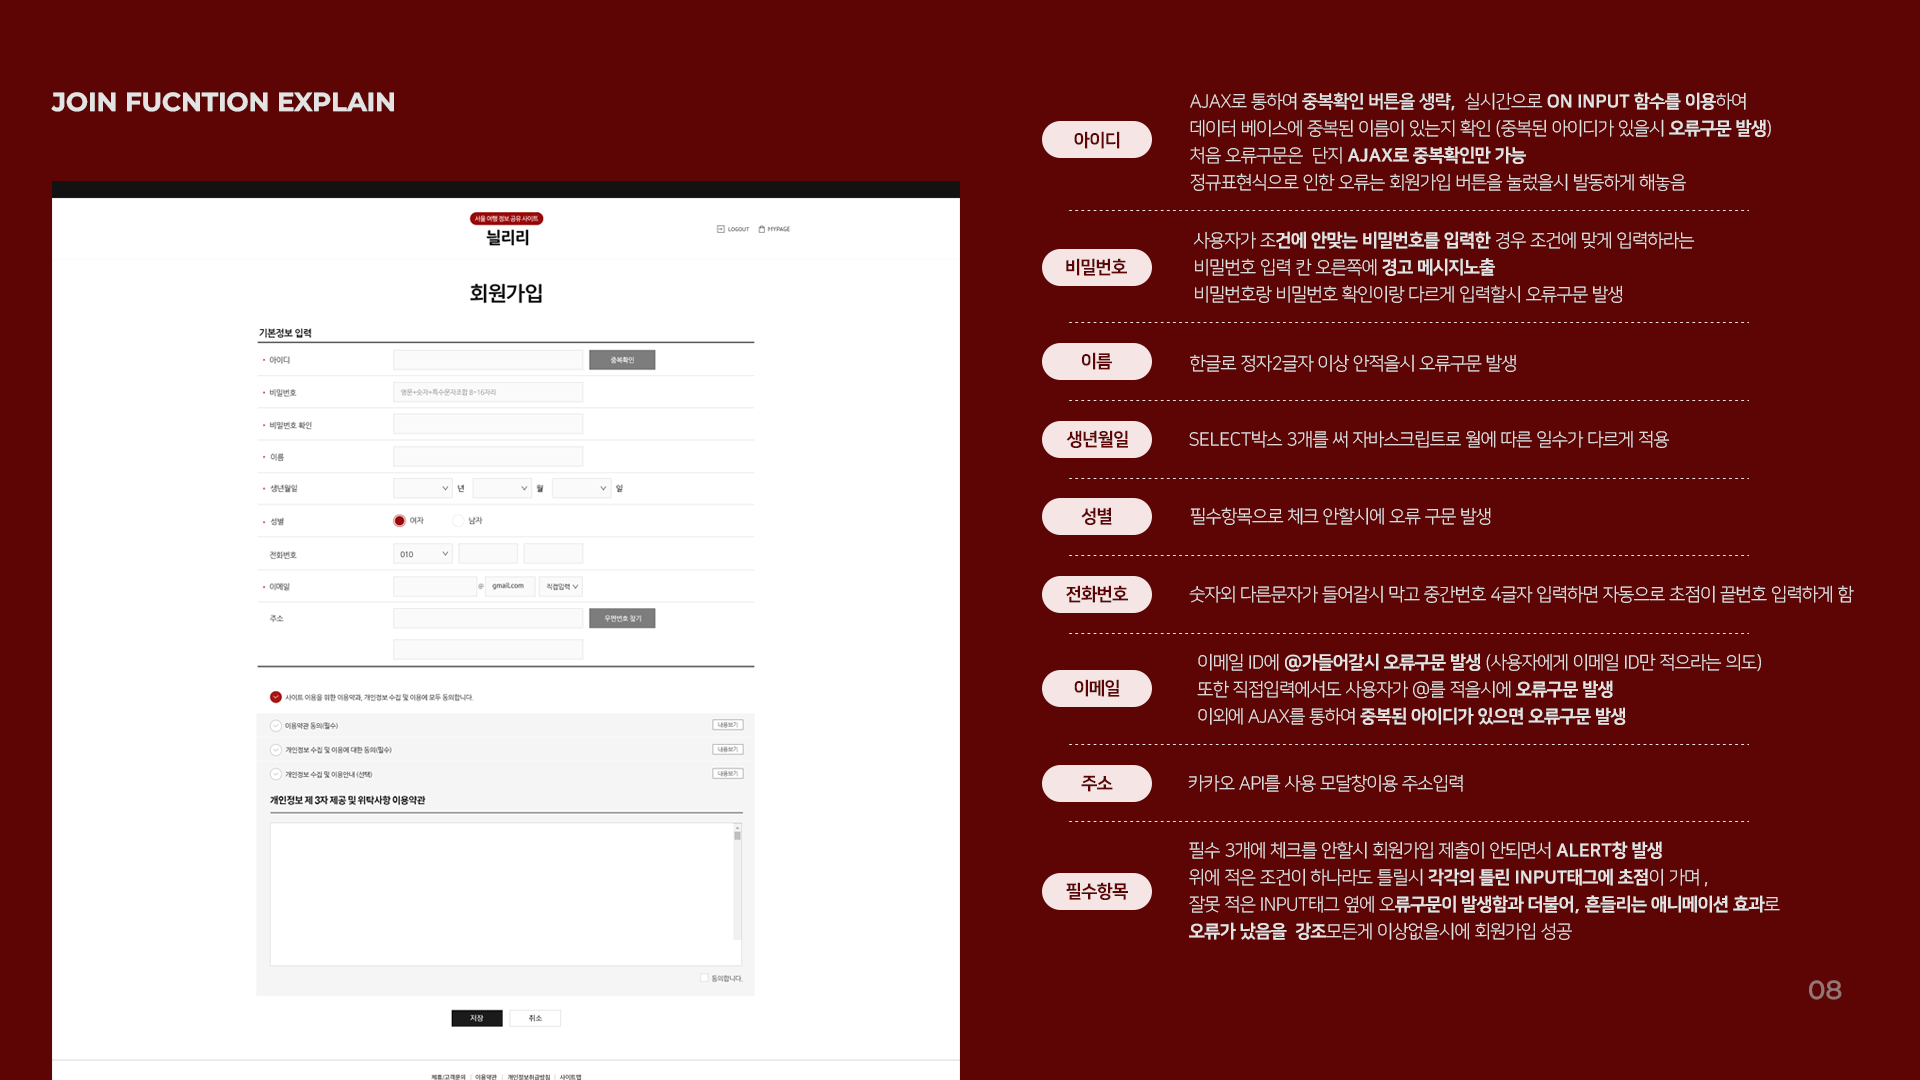 JOIN FUCNTION EXPLAIN
서울 여행 정보 공유 사이트
늴리리
LOGOUT
MYPAGE
회원가입
기본정보 입력
• 아이디
중복확인
• 비밀번호
영문+숫자+특수문자조합 8~16자리
• 비밀번호 확인
• 이름
• 생년월일
년
월
일
• 성별
여자
남자
전화번호
010
• 이메일
@
gmail.com
직접입력
주소
우편번호 찾기
사이트 이용을 위한 이용약과, 개인정보 수집 및 이용에 모두 동의합니다.
이용약관 동의(필수)
내용보기
개인정보 수집 및 이용에 대한 동의(필수)
내용보기
개인정보 수집 및 이용안내 (선택)
내용보기
개인정보 제 3자 제공 및 위탁사항 이용약관
동의합니다.
저장
취소
제휴/고객문의 | 이용약관 | 개인정보취급방침 | 사이트맵
아이디
AJAX로 통하여 중복확인 버튼을 생략, 실시간으로 ON INPUT 함수를 이용하여
데이터 베이스에 중복된 이름이 있는지 확인 (중복된 아이디가 있을시 오류구문 발생)
처음 오류구문은 단지 AJAX로 중복확인만 가능
정규표현식으로 인한 오류는 회원가입 버튼을 눌렀을시 발동하게 해놓음
비밀번호
사용자가 조건에 안맞는 비밀번호를 입력한 경우 조건에 맞게 입력하라는
비밀번호 입력 칸 오른쪽에 경고 메시지노출
비밀번호랑 비밀번호 확인이랑 다르게 입력할시 오류구문 발생
이름
한글로 정자2글자 이상 안적을시 오류구문 발생
생년월일
SELECT박스 3개를 써 자바스크립트로 월에 따른 일수가 다르게 적용
성별
필수항목으로 체크 안할시에 오류 구문 발생
전화번호
숫자외 다른문자가 들어갈시 막고 중간번호 4글자 입력하면 자동으로 초점이 끝번호 입력하게 함
이메일
이메일 ID에 @가들어갈시 오류구문 발생 (사용자에게 이메일 ID만 적으라는 의도)
또한 직접입력에서도 사용자가 @를 적을시에 오류구문 발생
이외에 AJAX를 통하여 중복된 아이디가 있으면 오류구문 발생
주소
카카오 API를 사용 모달창이용 주소입력
필수항목
필수 3개에 체크를 안할시 회원가입 제출이 안되면서 ALERT창 발생
위에 적은 조건이 하나라도 틀릴시 각각의 틀린 INPUT태그에 초점이 가며 ,
잘못 적은 INPUT태그 옆에 오류구문이 발생함과 더불어, 흔들리는 애니메이션 효과로
오류가 났음을 강조모든게 이상없을시에 회원가입 성공
08